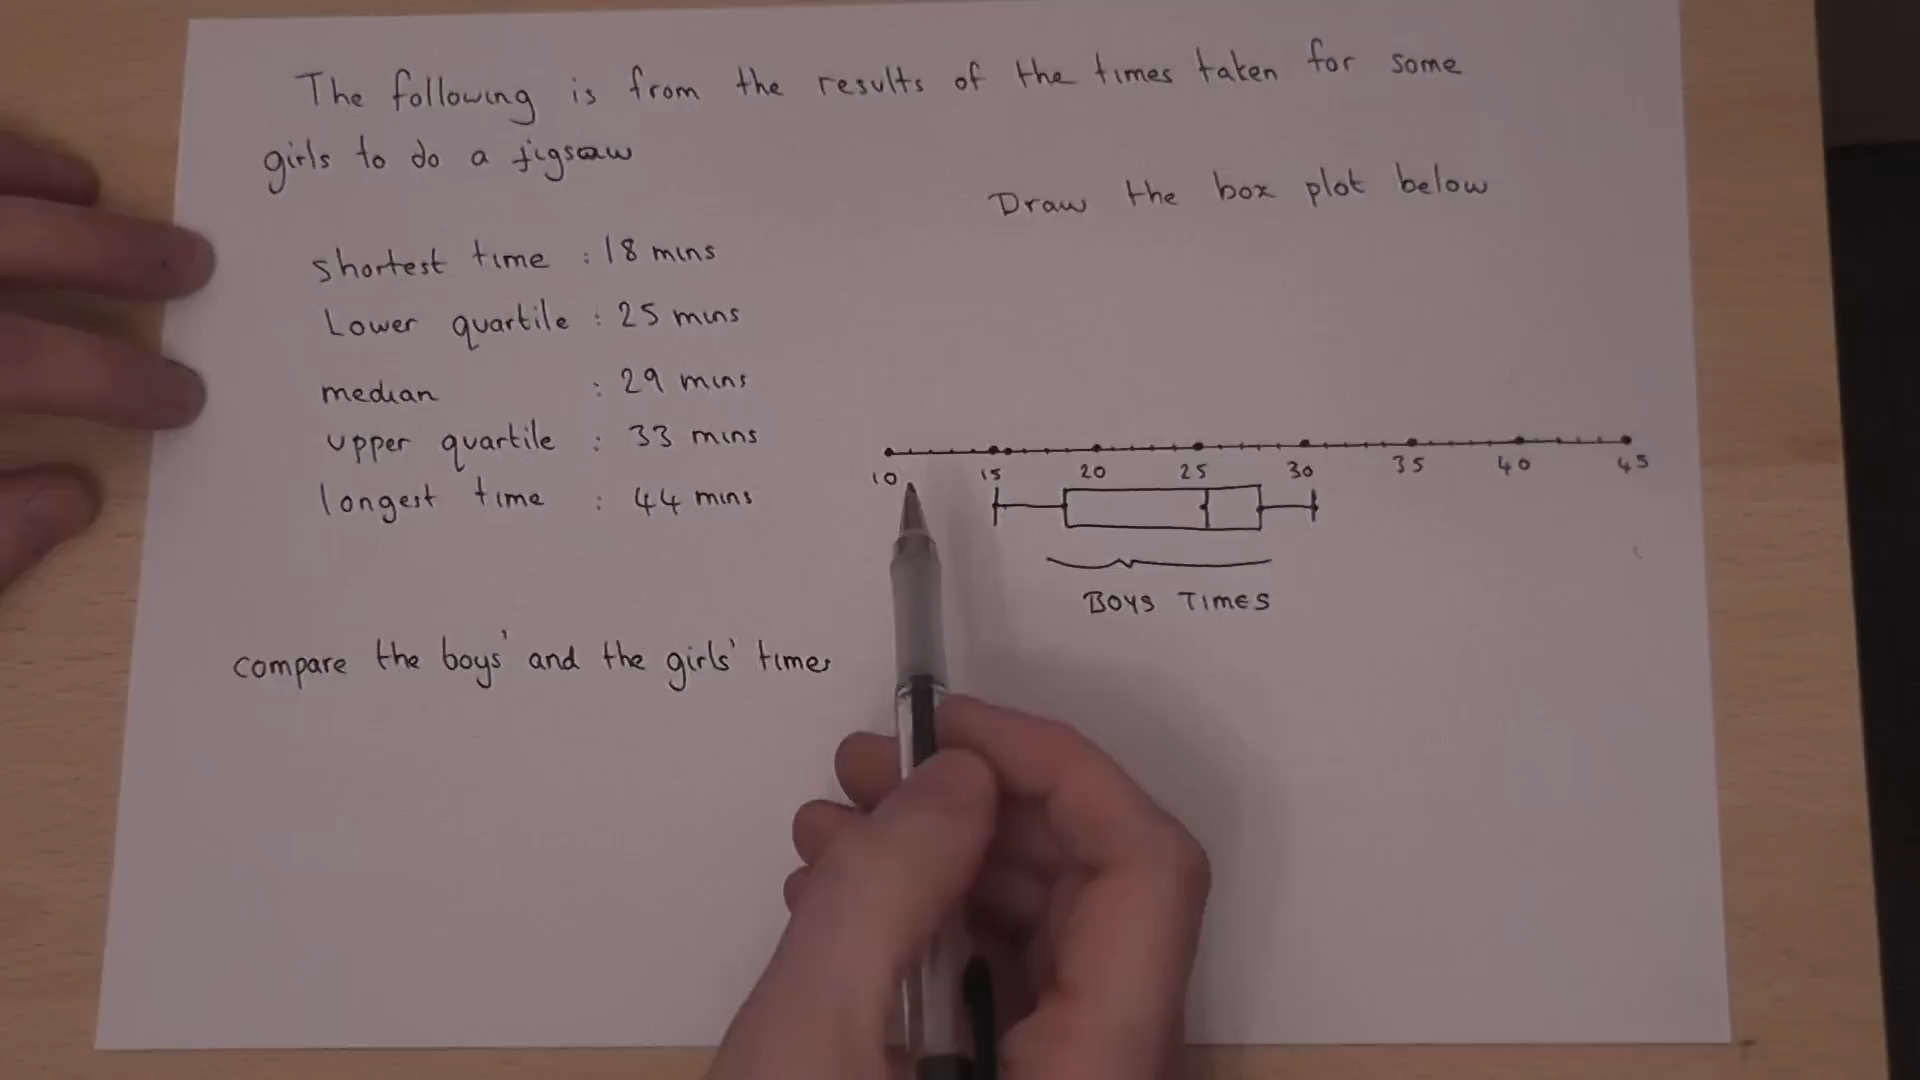 The following is from the results of the times taken for some
girls to do a jigsaw
Draw the box plot below
shortest time : 18 mins
Lower quartile : 25 mins
median : 29 mins
upper quartile : 33 mins
longest time : 44 mins
10 15 20 25 30 35 40 45
BOYS TIMES
compare the boys' and the girls' times